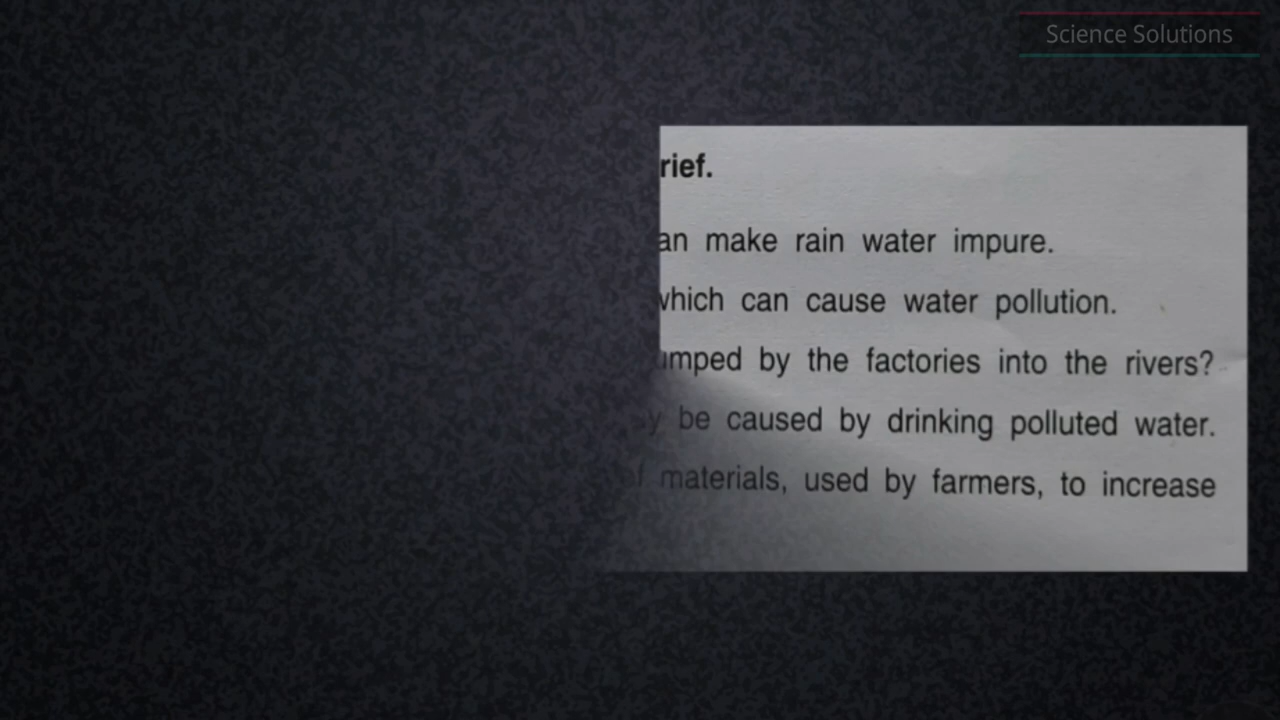 Science Solutions
rief.
an make rain water impure.
which can cause water pollution.
umped by the factories into the rivers?
y be caused by drinking polluted water.
of materials, used by farmers, to increase